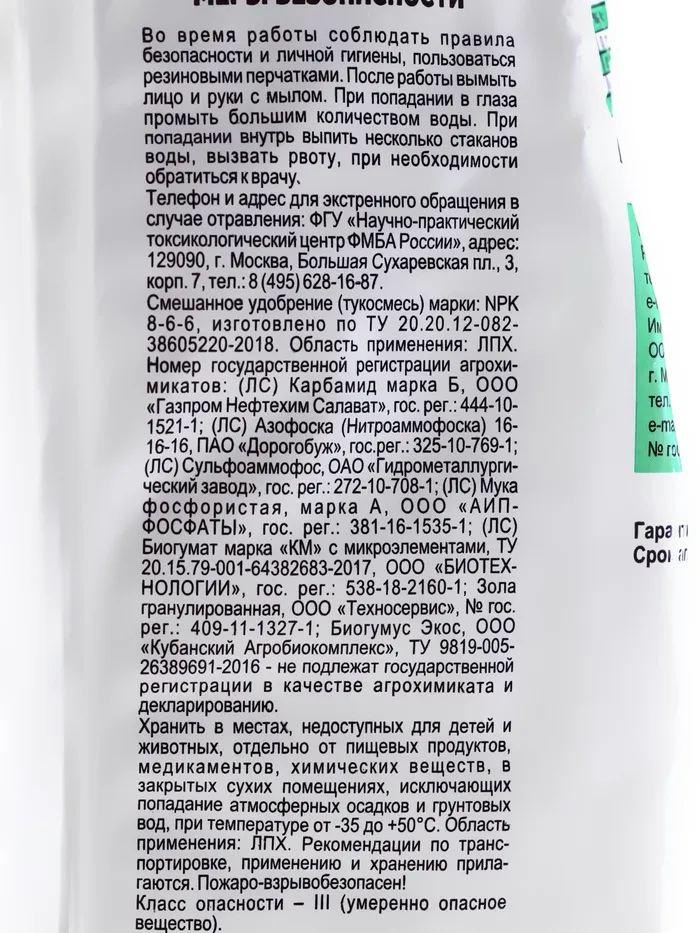 МЕРЫ БЕЗОПАСНОСТИ
Во время работы соблюдать правила
безопасности и личной гигиены, пользоваться
резиновыми перчатками. После работы вымыть
лицо и руки с мылом. При попадании в глаза
промыть большим количеством воды. При
попадании внутрь выпить несколько стаканов
воды, вызвать рвоту, при необходимости
обратиться к врачу.
Телефон и адрес для экстренного обращения в
случае отравления: ФГУ «Научно-практический
токсикологический центр ФМБА России», адрес:
129090, г. Москва, Большая Сухаревская пл., 3,
корп. 7, тел.: 8 (495) 628-16-87.
Смешанное удобрение (тукосмесь) марки: NPK
8-6-6, изготовлено по ТУ 20.20.12-082-
38605220-2018. Область применения: ЛПХ.
Номер государственной регистрации агрохи-
микатов: (ЛС) Карбамид марка Б, ООО
«Газпром Нефтехим Салават», гос. рег.: 444-10-
1521-1; (ЛС) Азофоска (Нитроаммофоска) 16-
16-16, ПАО «Дорогобуж», гос.рег.: 325-10-769-1;
(ЛС) Сульфоаммофос, ОАО «Гидрометаллурги-
ческий завод», гос. рег.: 272-10-708-1; (ЛС) Мука
фосфористая, марка А, ООО «АИП-
ФОСФАТЫ», гос. рег.: 381-16-1535-1; (ЛС)
Биогумат марка «КМ» с микроэлементами, ТУ
20.15.79-001-64382683-2017, ООО «БИОТЕХ-
НОЛОГИИ», гос. рег.: 538-18-2160-1; Зола
гранулированная, ООО «Техносервис», № гос.
рег.: 409-11-1327-1; Биогумус Экос, ООО
«Кубанский Агробиокомплекс», ТУ 9819-005-
26389691-2016 - не подлежат государственной
регистрации в качестве агрохимиката и
декларированию.
Хранить в местах, недоступных для детей и
животных, отдельно от пищевых продуктов,
медикаментов, химических веществ, в
закрытых сухих помещениях, исключающих
попадание атмосферных осадков и грунтовых
вод, при температуре от -35 до +50°С. Область
применения: ЛПХ. Рекомендации по транс-
портировке, применению и хранению прила-
гаются. Пожаро-взрывобезопасен!
Класс опасности – III (умеренно опасное
вещество).
г. М
тел.
e-ma
№ гос
Гаран
Срок